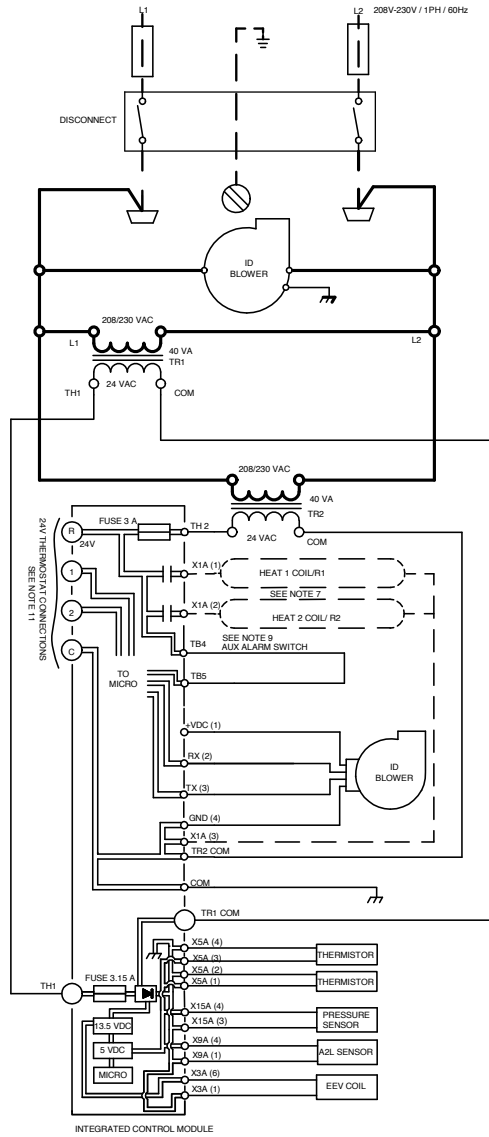 L1
L2
208V-230V / 1PH / 60Hz
DISCONNECT
ID
BLOWER
208/230 VAC
L1
L2
40 VA
TR1
TH1
24 VAC
COM
208/230 VAC
40 VA
TR2
24 VAC
COM
24V THERMOSTAT CONNECTIONS
SEE NOTE 11
R
24V
FUSE 3 A
TH 2
1
X1A (1)
HEAT 1 COIL/R1
SEE NOTE 7
2
X1A (2)
HEAT 2 COIL/ R2
C
SEE NOTE 9
AUX ALARM SWITCH
TB4
TO
MICRO
TB5
+VDC (1)
RX (2)
ID
BLOWER
TX (3)
GND (4)
X1A (3)
TR2 COM
COM
TR1 COM
X5A (4)
THERMISTOR
X5A (3)
X5A (2)
THERMISTOR
X5A (1)
TH1
FUSE 3.15 A
X15A (4)
PRESSURE
SENSOR
X15A (3)
13.5 VDC
X9A (4)
A2L SENSOR
5 VDC
X9A (1)
MICRO
X3A (6)
EEV COIL
X3A (1)
INTEGRATED CONTROL MODULE